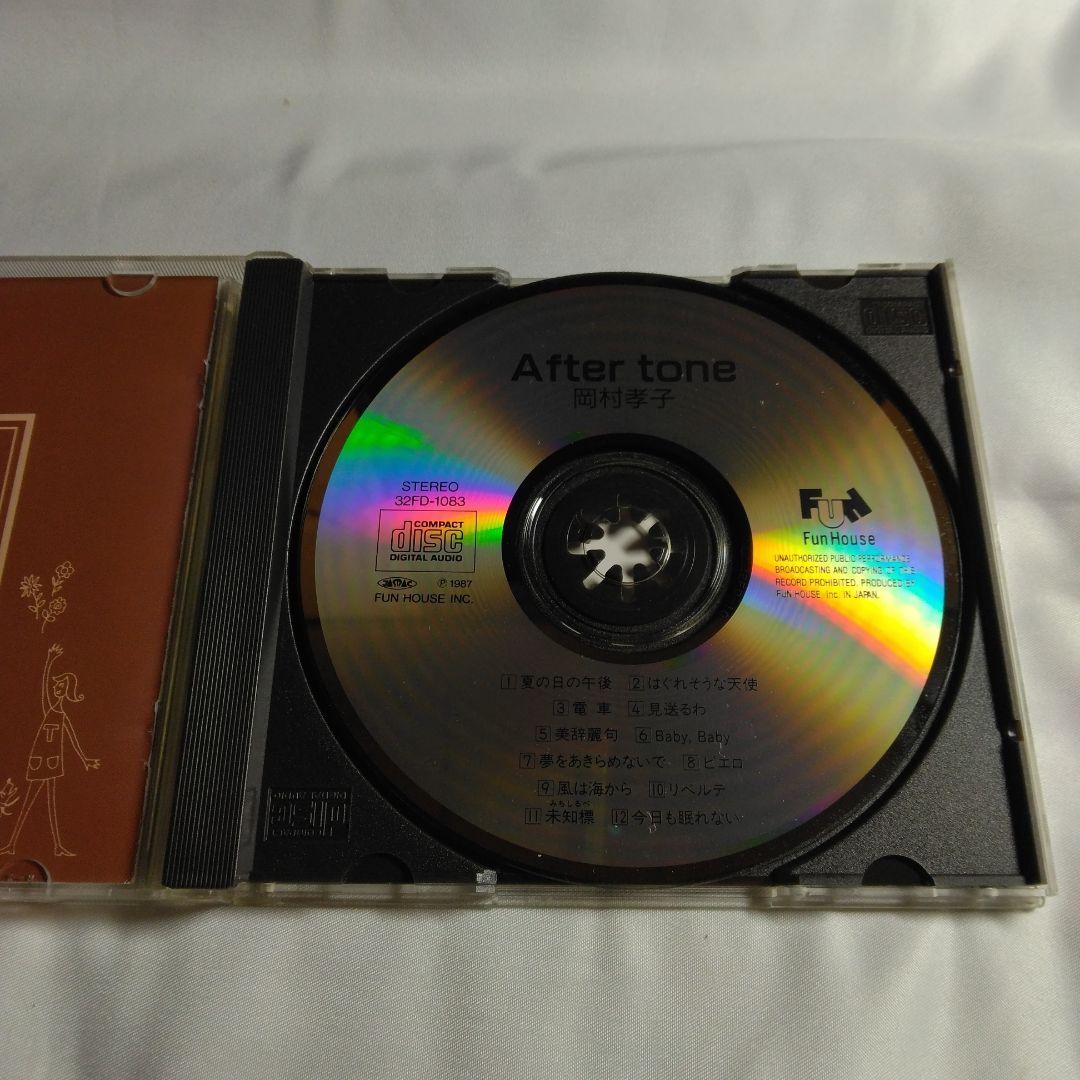 After tone
岡村孝子
STEREO
32FD-1083
COMPACT
disc
DIGITAL AUDIO
JASRAC
Ⓟ 1987
FUN HOUSE INC.
Fun
Fun House
UNAUTHORIZED PUBLIC PERFORMANCE
BROADCASTING AND COPYING OF THIS
RECORD PROHIBITED. PRODUCED BY
FUN HOUSE Inc. IN JAPAN.
1 夏の日の午後 2 はぐれそうな天使
3 電車 4 見送るわ
5 美辞麗句 6 Baby, Baby
7 夢をあきらめないで 8 ピエロ
9 風は海から 10 リベルテ
みちしるべ
11 未知標 12 今日も眠れない
T